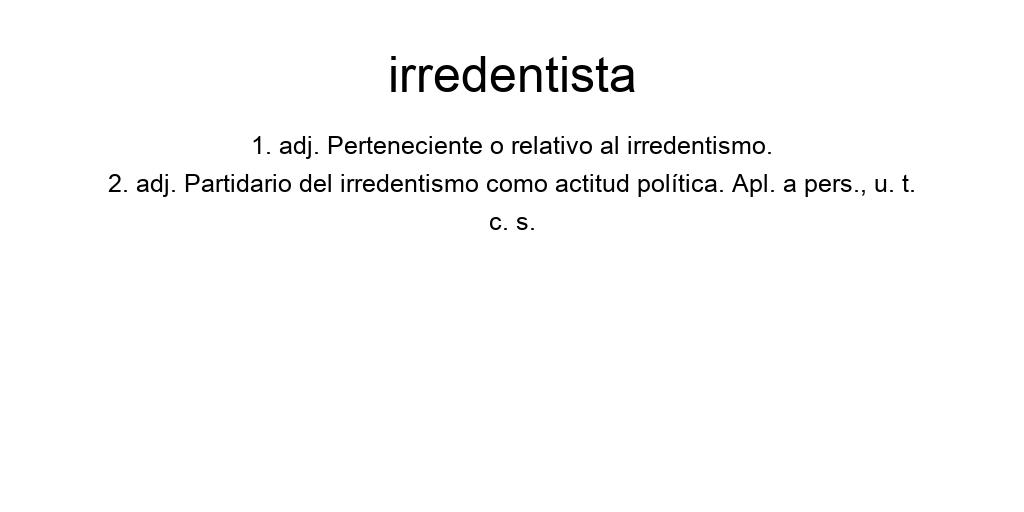 irredentista
1. adj. Perteneciente o relativo al irredentismo.
2. adj. Partidario del irredentismo como actitud política. Apl. a pers., u. t.
c. s.